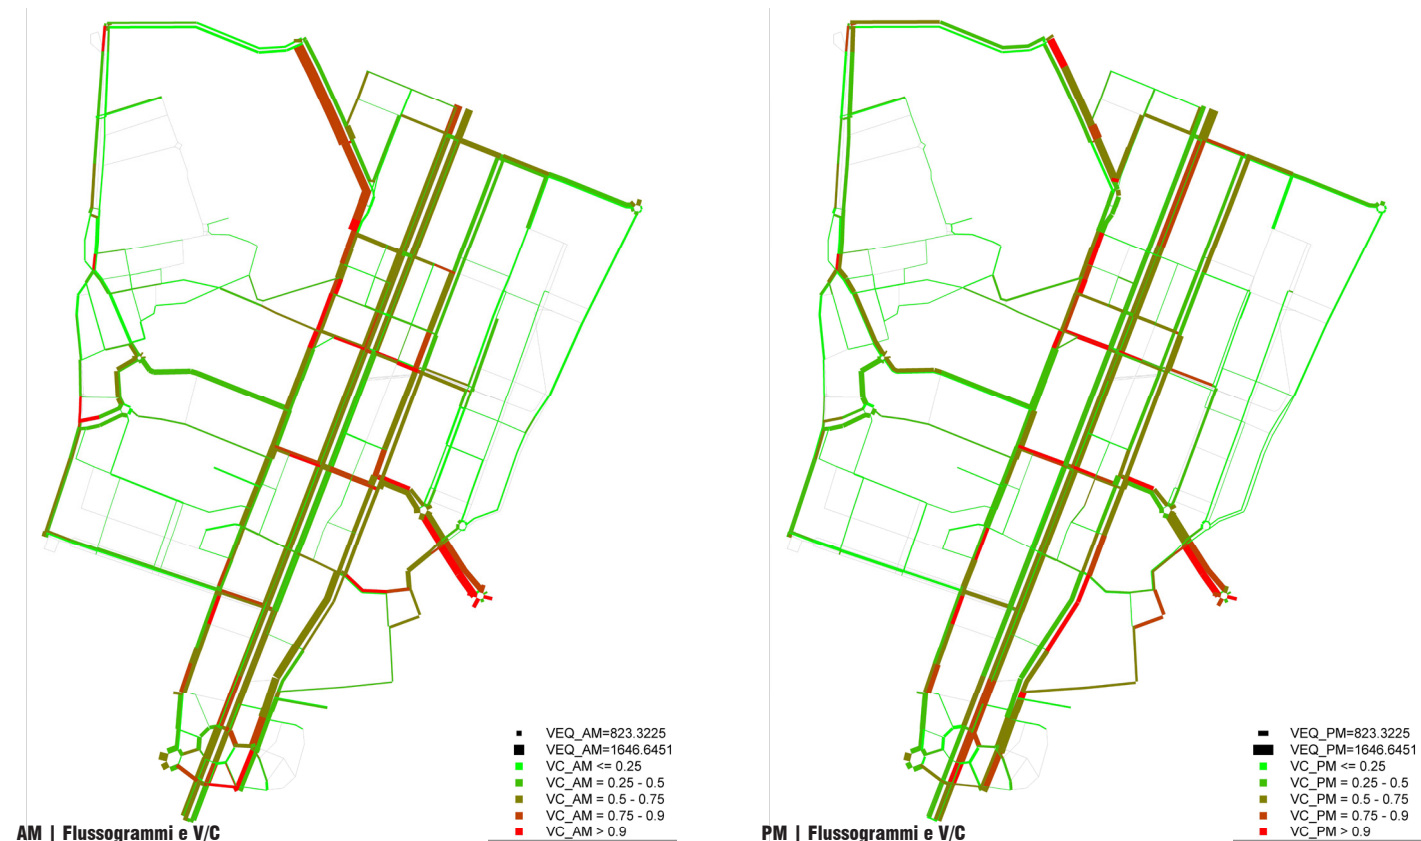 VEQ_AM=823.3225
VEQ_AM=1646.6451
VC_AM <= 0.25
VC_AM = 0.25 - 0.5
VC_AM = 0.5 - 0.75
VC_AM = 0.75 - 0.9
VC_AM > 0.9
AM | Flussogrammi e V/C
VEQ_PM=823.3225
VEQ_PM=1646.6451
VC_PM <= 0.25
VC_PM = 0.25 - 0.5
VC_PM = 0.5 - 0.75
VC_PM = 0.75 - 0.9
VC_PM > 0.9
PM | Flussogrammi e V/C